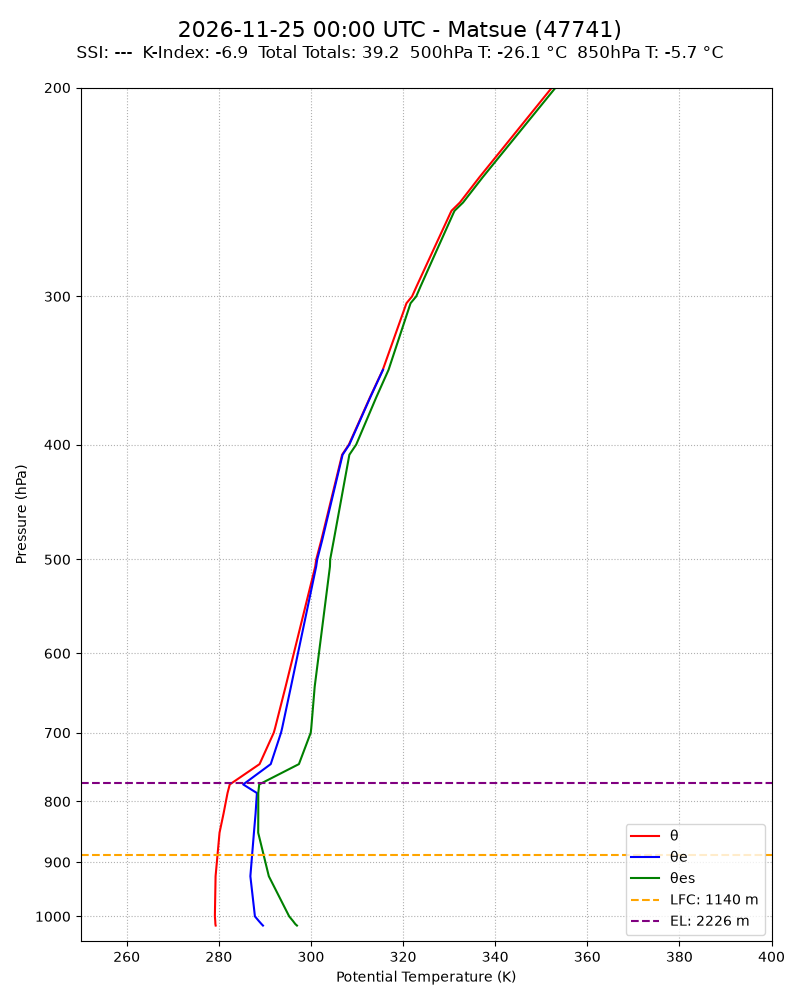 2026-11-25 00:00 UTC - Matsue (47741)
SSI: ---  K-Index: -6.9  Total Totals: 39.2  500hPa T: -26.1 °C  850hPa T: -5.7 °C
200
300
400
500
600
700
800
900
1000
Pressure (hPa)
θ
θe
θes
LFC: 1140 m
EL: 2226 m
260 280 300 320 340 360 380 400
Potential Temperature (K)